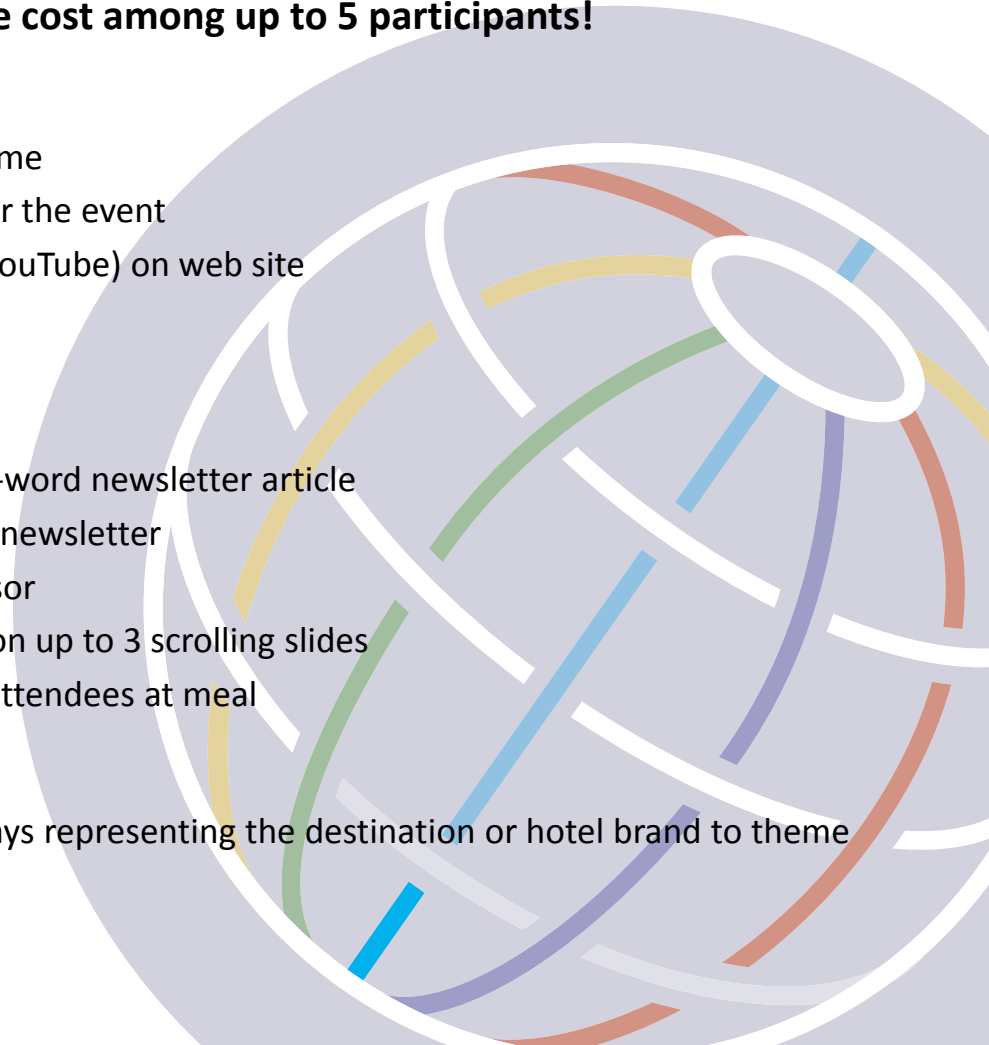 e cost among up to 5 participants!
me
r the event
ouTube) on web site
-word newsletter article
newsletter
sor
on up to 3 scrolling slides
ttendees at meal
ys representing the destination or hotel brand to theme